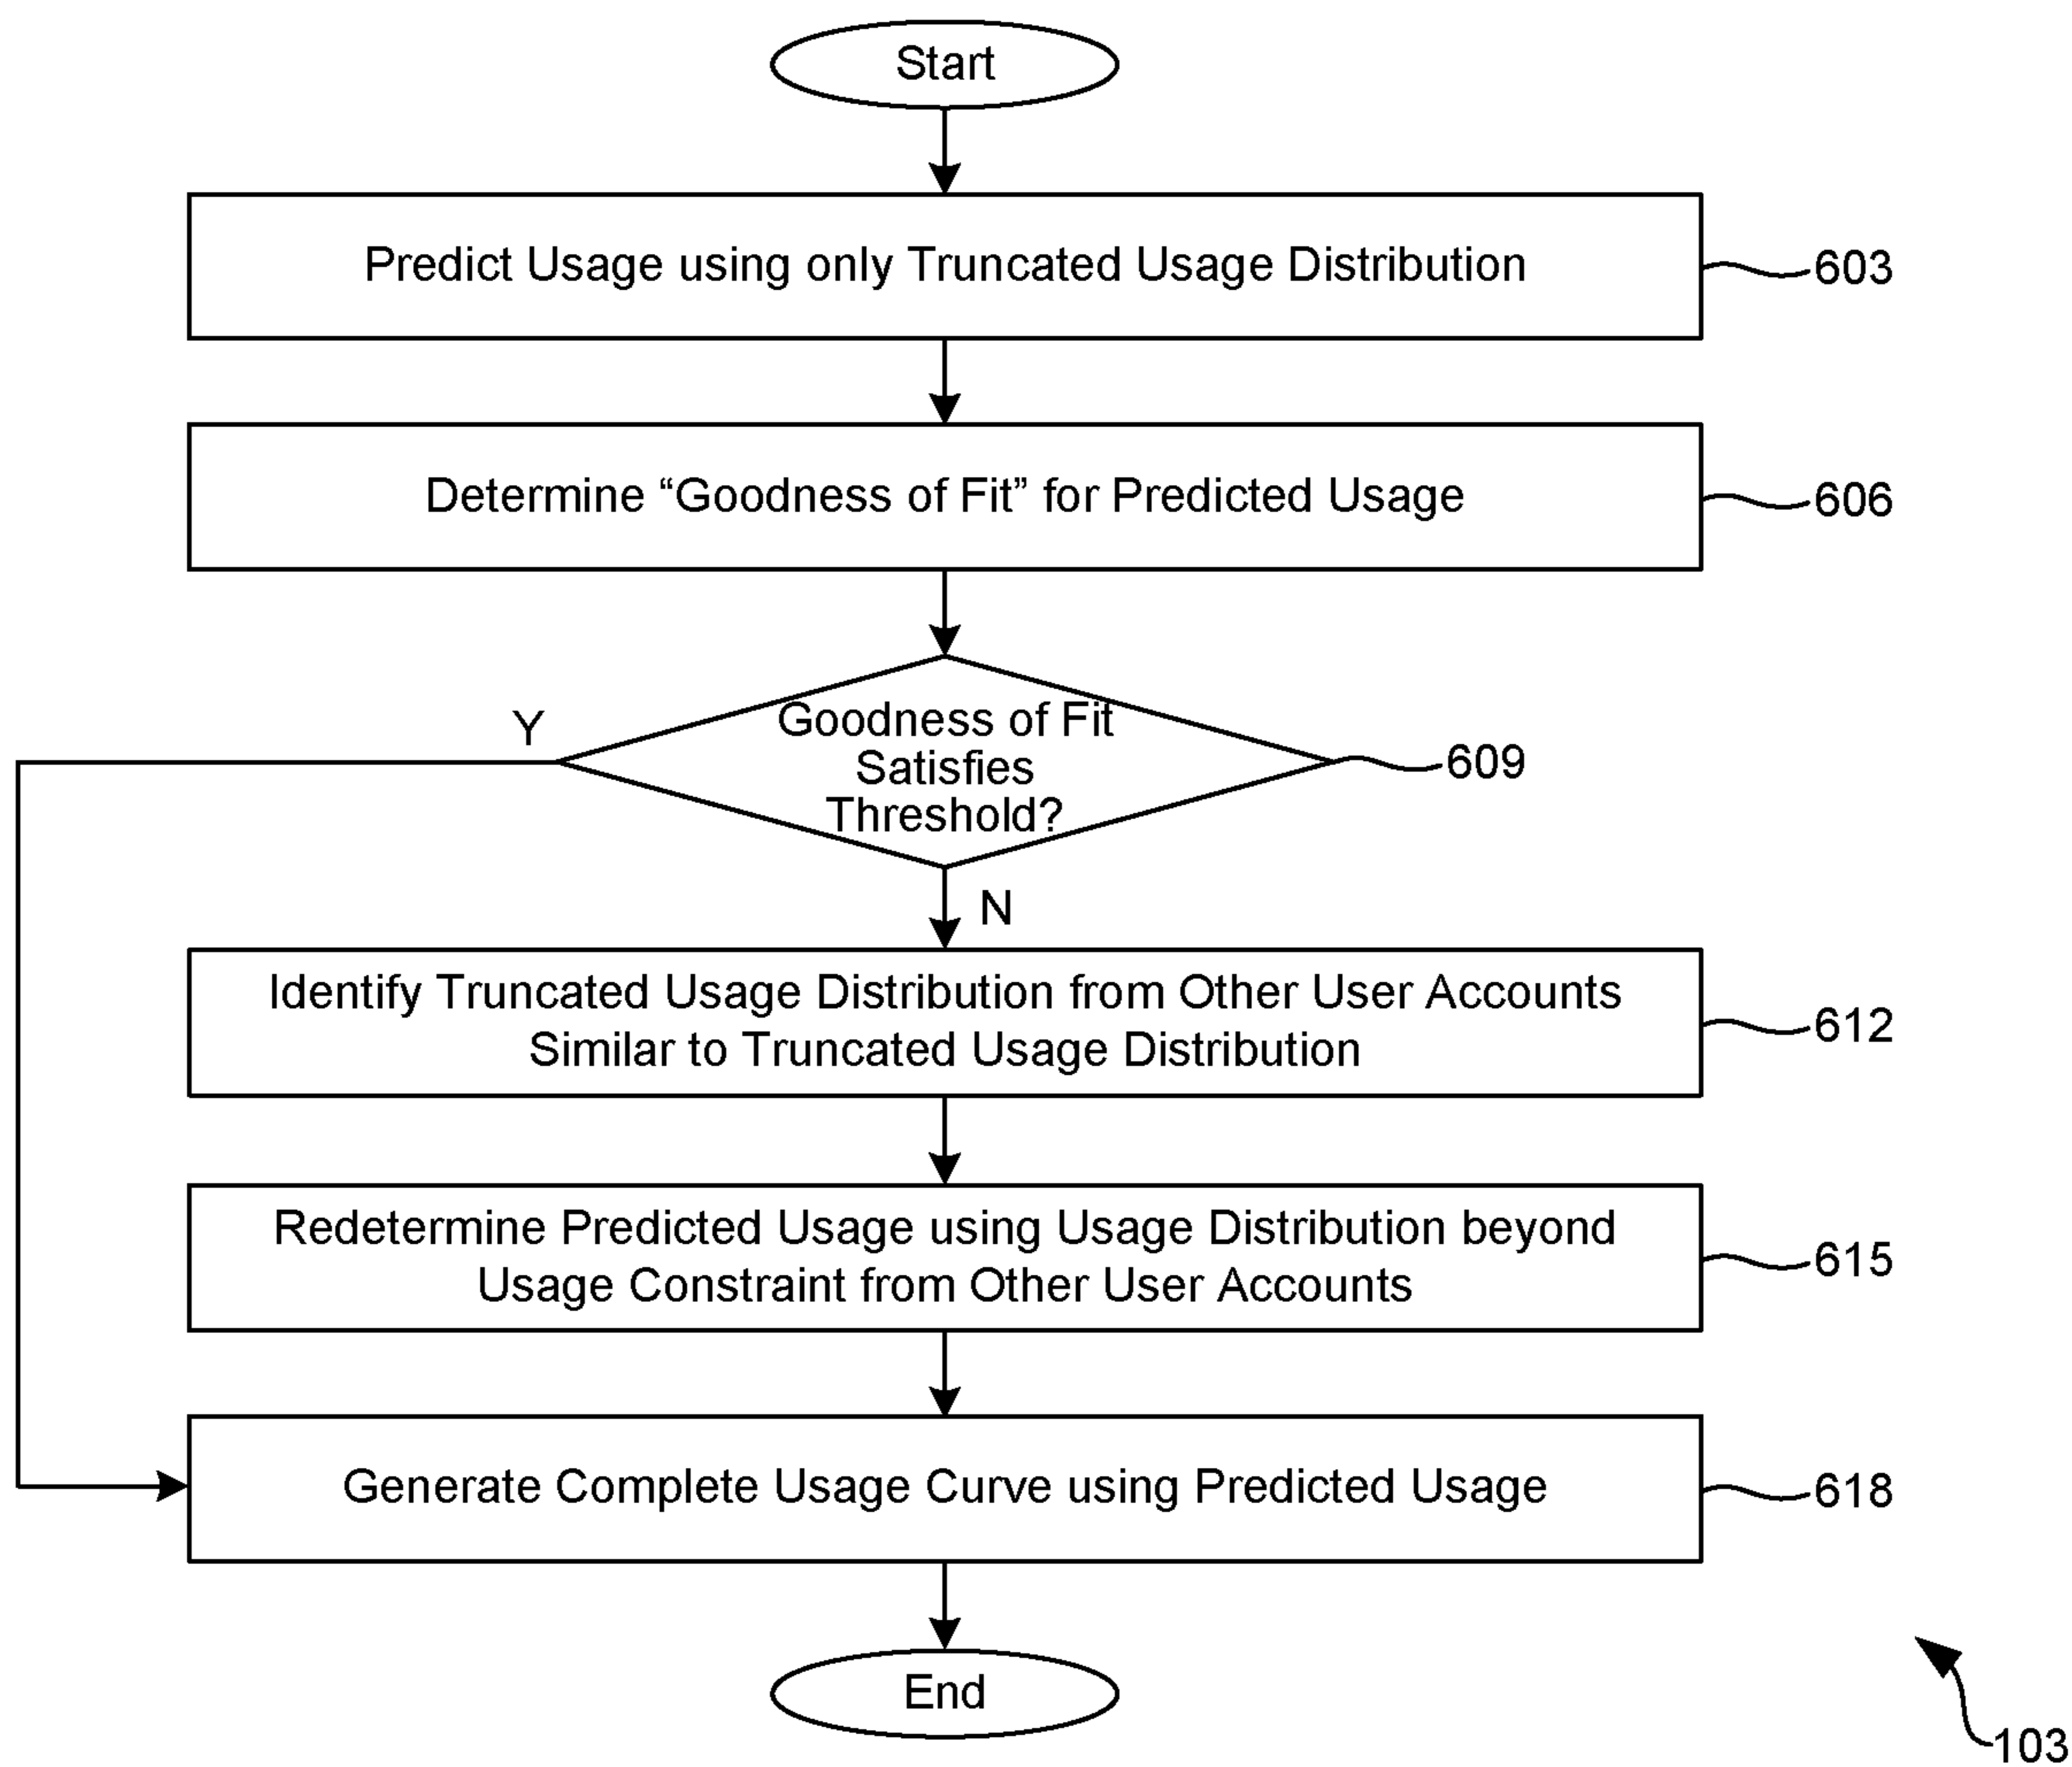 Start
Predict Usage using only Truncated Usage Distribution
603
Determine “Goodness of Fit” for Predicted Usage
606
Goodness of Fit
Satisfies
Threshold?
Y
609
N
Identify Truncated Usage Distribution from Other User Accounts
Similar to Truncated Usage Distribution
612
Redetermine Predicted Usage using Usage Distribution beyond
Usage Constraint from Other User Accounts
615
Generate Complete Usage Curve using Predicted Usage
618
End
103